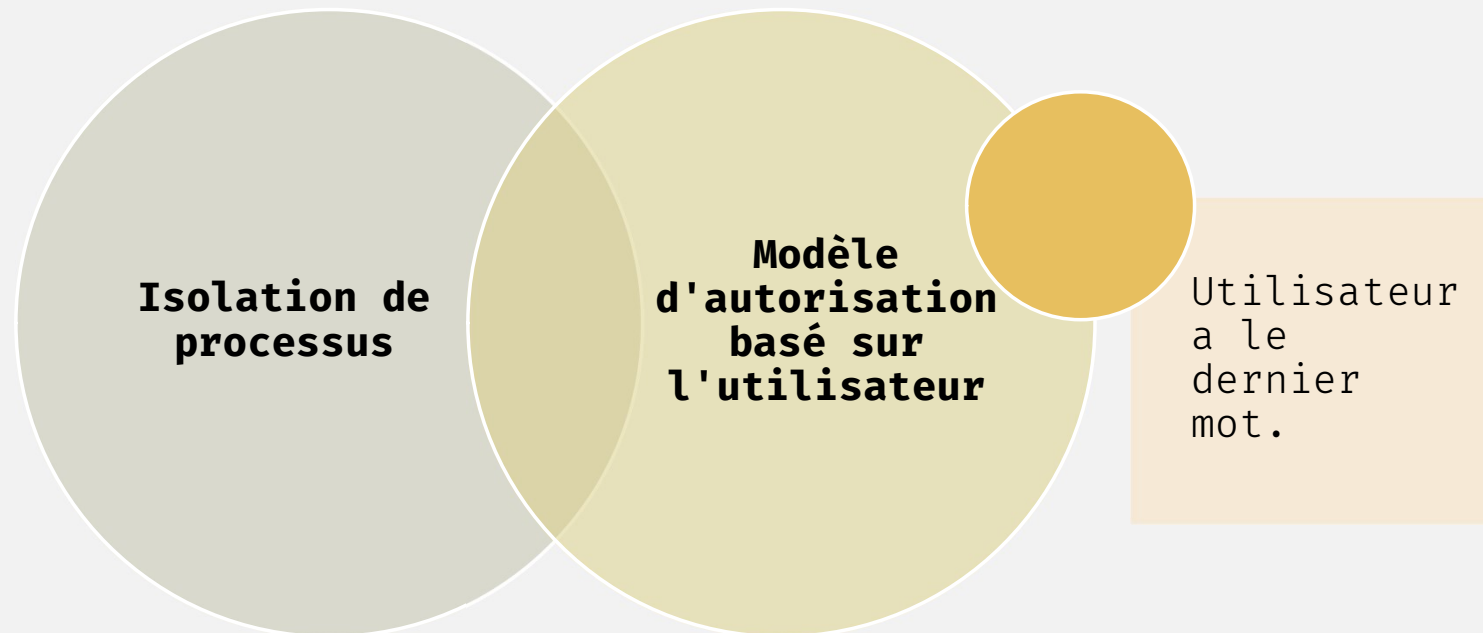 Isolation de
processus
Modèle
d'autorisation
basé sur
l'utilisateur
Utilisateur
a le
dernier
mot.